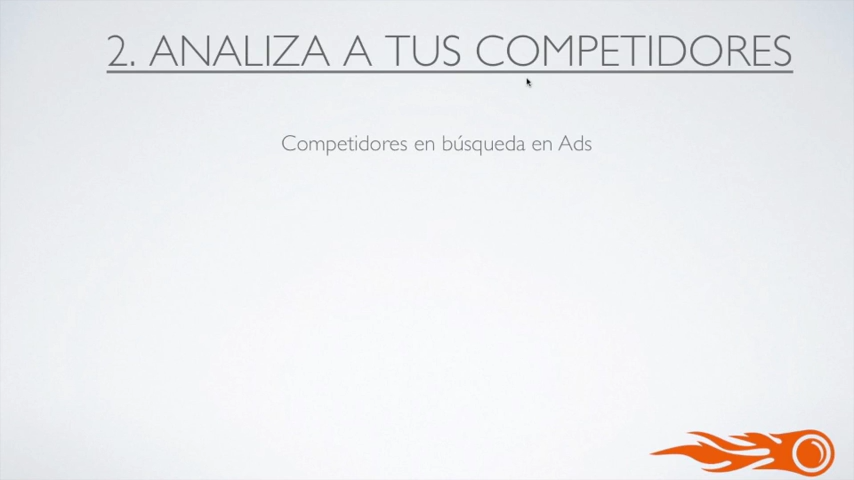 2. ANALIZA A TUS COMPETIDORES
Competidores en búsqueda en Ads